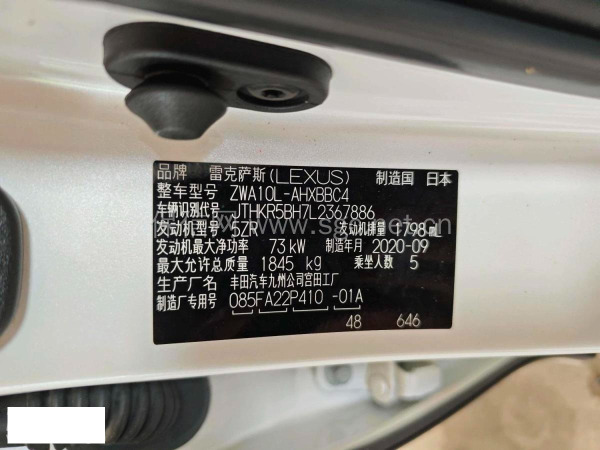 品牌 雷克萨斯(LEXUS) 制造国 日本
整车型号 ZWA10L-AHXBBC4
车辆识别代号 JTHKR5BH7L2367886
发动机型号 5ZR 发动机排量 1798mL
发动机最大净功率 73kW 制造年月 2020-09
最大允许总质量 1845 kg 乘坐人数 5
生产厂名 丰田汽车九州公司宫田工厂
制造厂专用号 085FA22P410 -01A
48 646